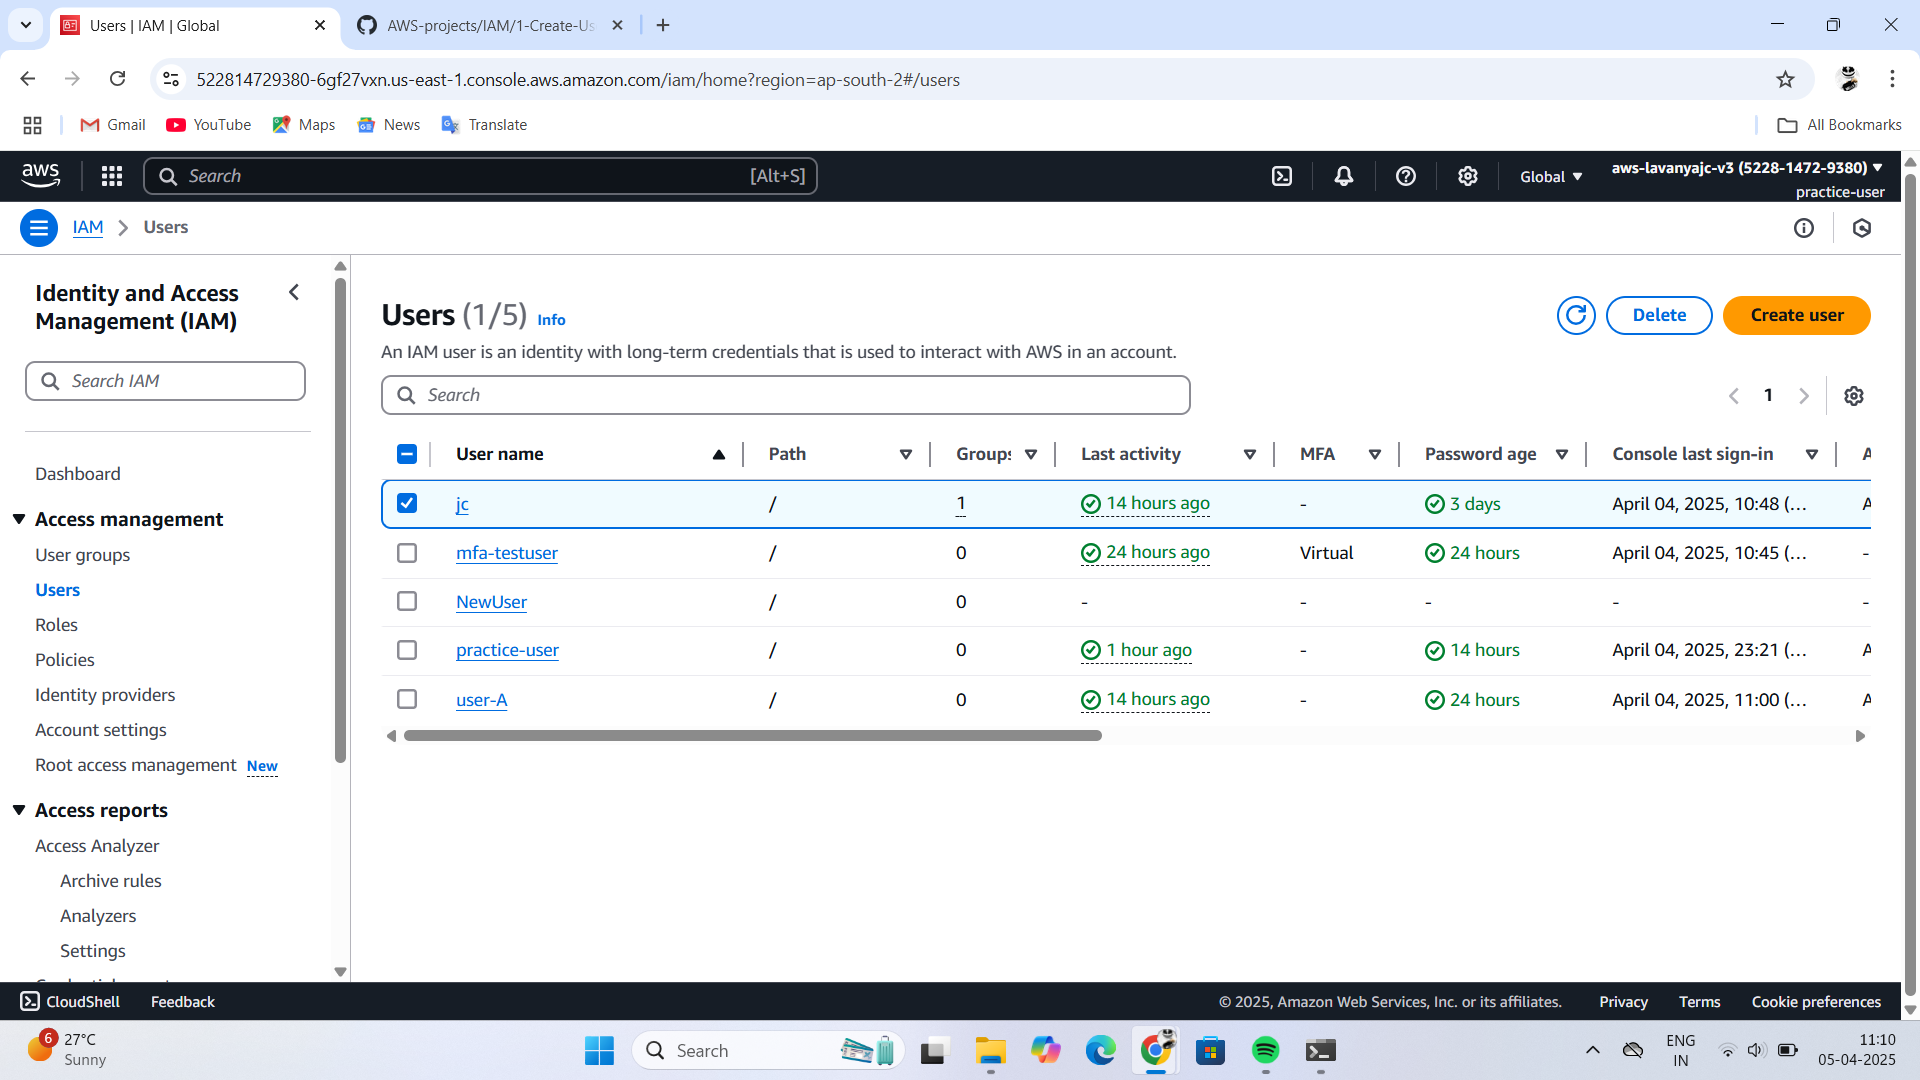 Users | IAM | Global
AWS-projects/IAM/1-Create-Us
522814729380-6gf27vxn.us-east-1.console.aws.amazon.com/iam/home?region=ap-south-2#/users
Gmail YouTube Maps News Translate All Bookmarks
aws Search [Alt+S] Global aws-lavanyajc-v3 (5228-1472-9380)
practice-user
IAM Users
Identity and Access
Management (IAM)
Search IAM
Dashboard
Access management
User groups
Users
Roles
Policies
Identity providers
Account settings
Root access management New
Access reports
Access Analyzer
Archive rules
Analyzers
Settings
Users (1/5) Info Delete Create user
An IAM user is an identity with long-term credentials that is used to interact with AWS in an account.
Search 1
User name Path Groups Last activity MFA Password age Console last sign-in A
jc / 1 14 hours ago - 3 days April 04, 2025, 10:48 (... A
mfa-testuser / 0 24 hours ago Virtual 24 hours April 04, 2025, 10:45 (... -
NewUser / 0 - - - - -
practice-user / 0 1 hour ago - 14 hours April 04, 2025, 23:21 (... A
user-A / 0 14 hours ago - 24 hours April 04, 2025, 11:00 (... A
CloudShell Feedback © 2025, Amazon Web Services, Inc. or its affiliates. Privacy Terms Cookie preferences
6 27°C
Sunny
Search
ENG
IN
11:10
05-04-2025